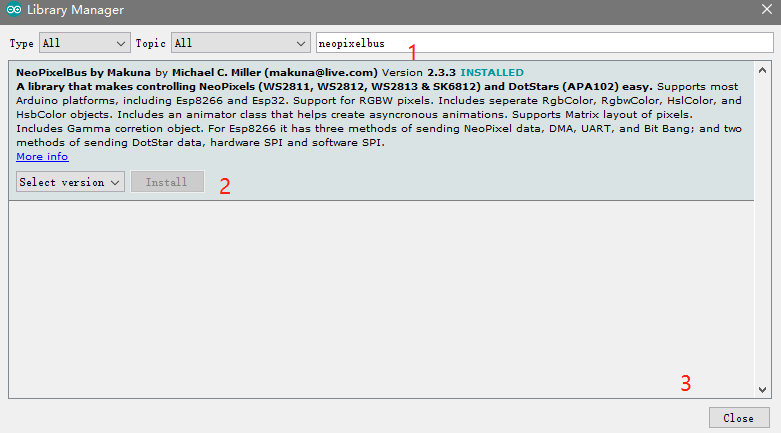 Library Manager
Type All Topic All neopixelbus
1
NeoPixelBus by Makuna by Michael C. Miller (makuna@live.com) Version 2.3.3 INSTALLED
A library that makes controlling NeoPixels (WS2811, WS2812, WS2813 & SK6812) and DotStars (APA102) easy. Supports most
Arduino platforms, including Esp8266 and Esp32. Support for RGBW pixels. Includes seperate RgbColor, RgbwColor, HslColor, and
HsbColor objects. Includes an animator class that helps create asyncronous animations. Supports Matrix layout of pixels.
Includes Gamma corretion object. For Esp8266 it has three methods of sending NeoPixel data, DMA, UART, and Bit Bang; and two
methods of sending DotStar data, hardware SPI and software SPI.
More info
Select version Install 2
3
Close